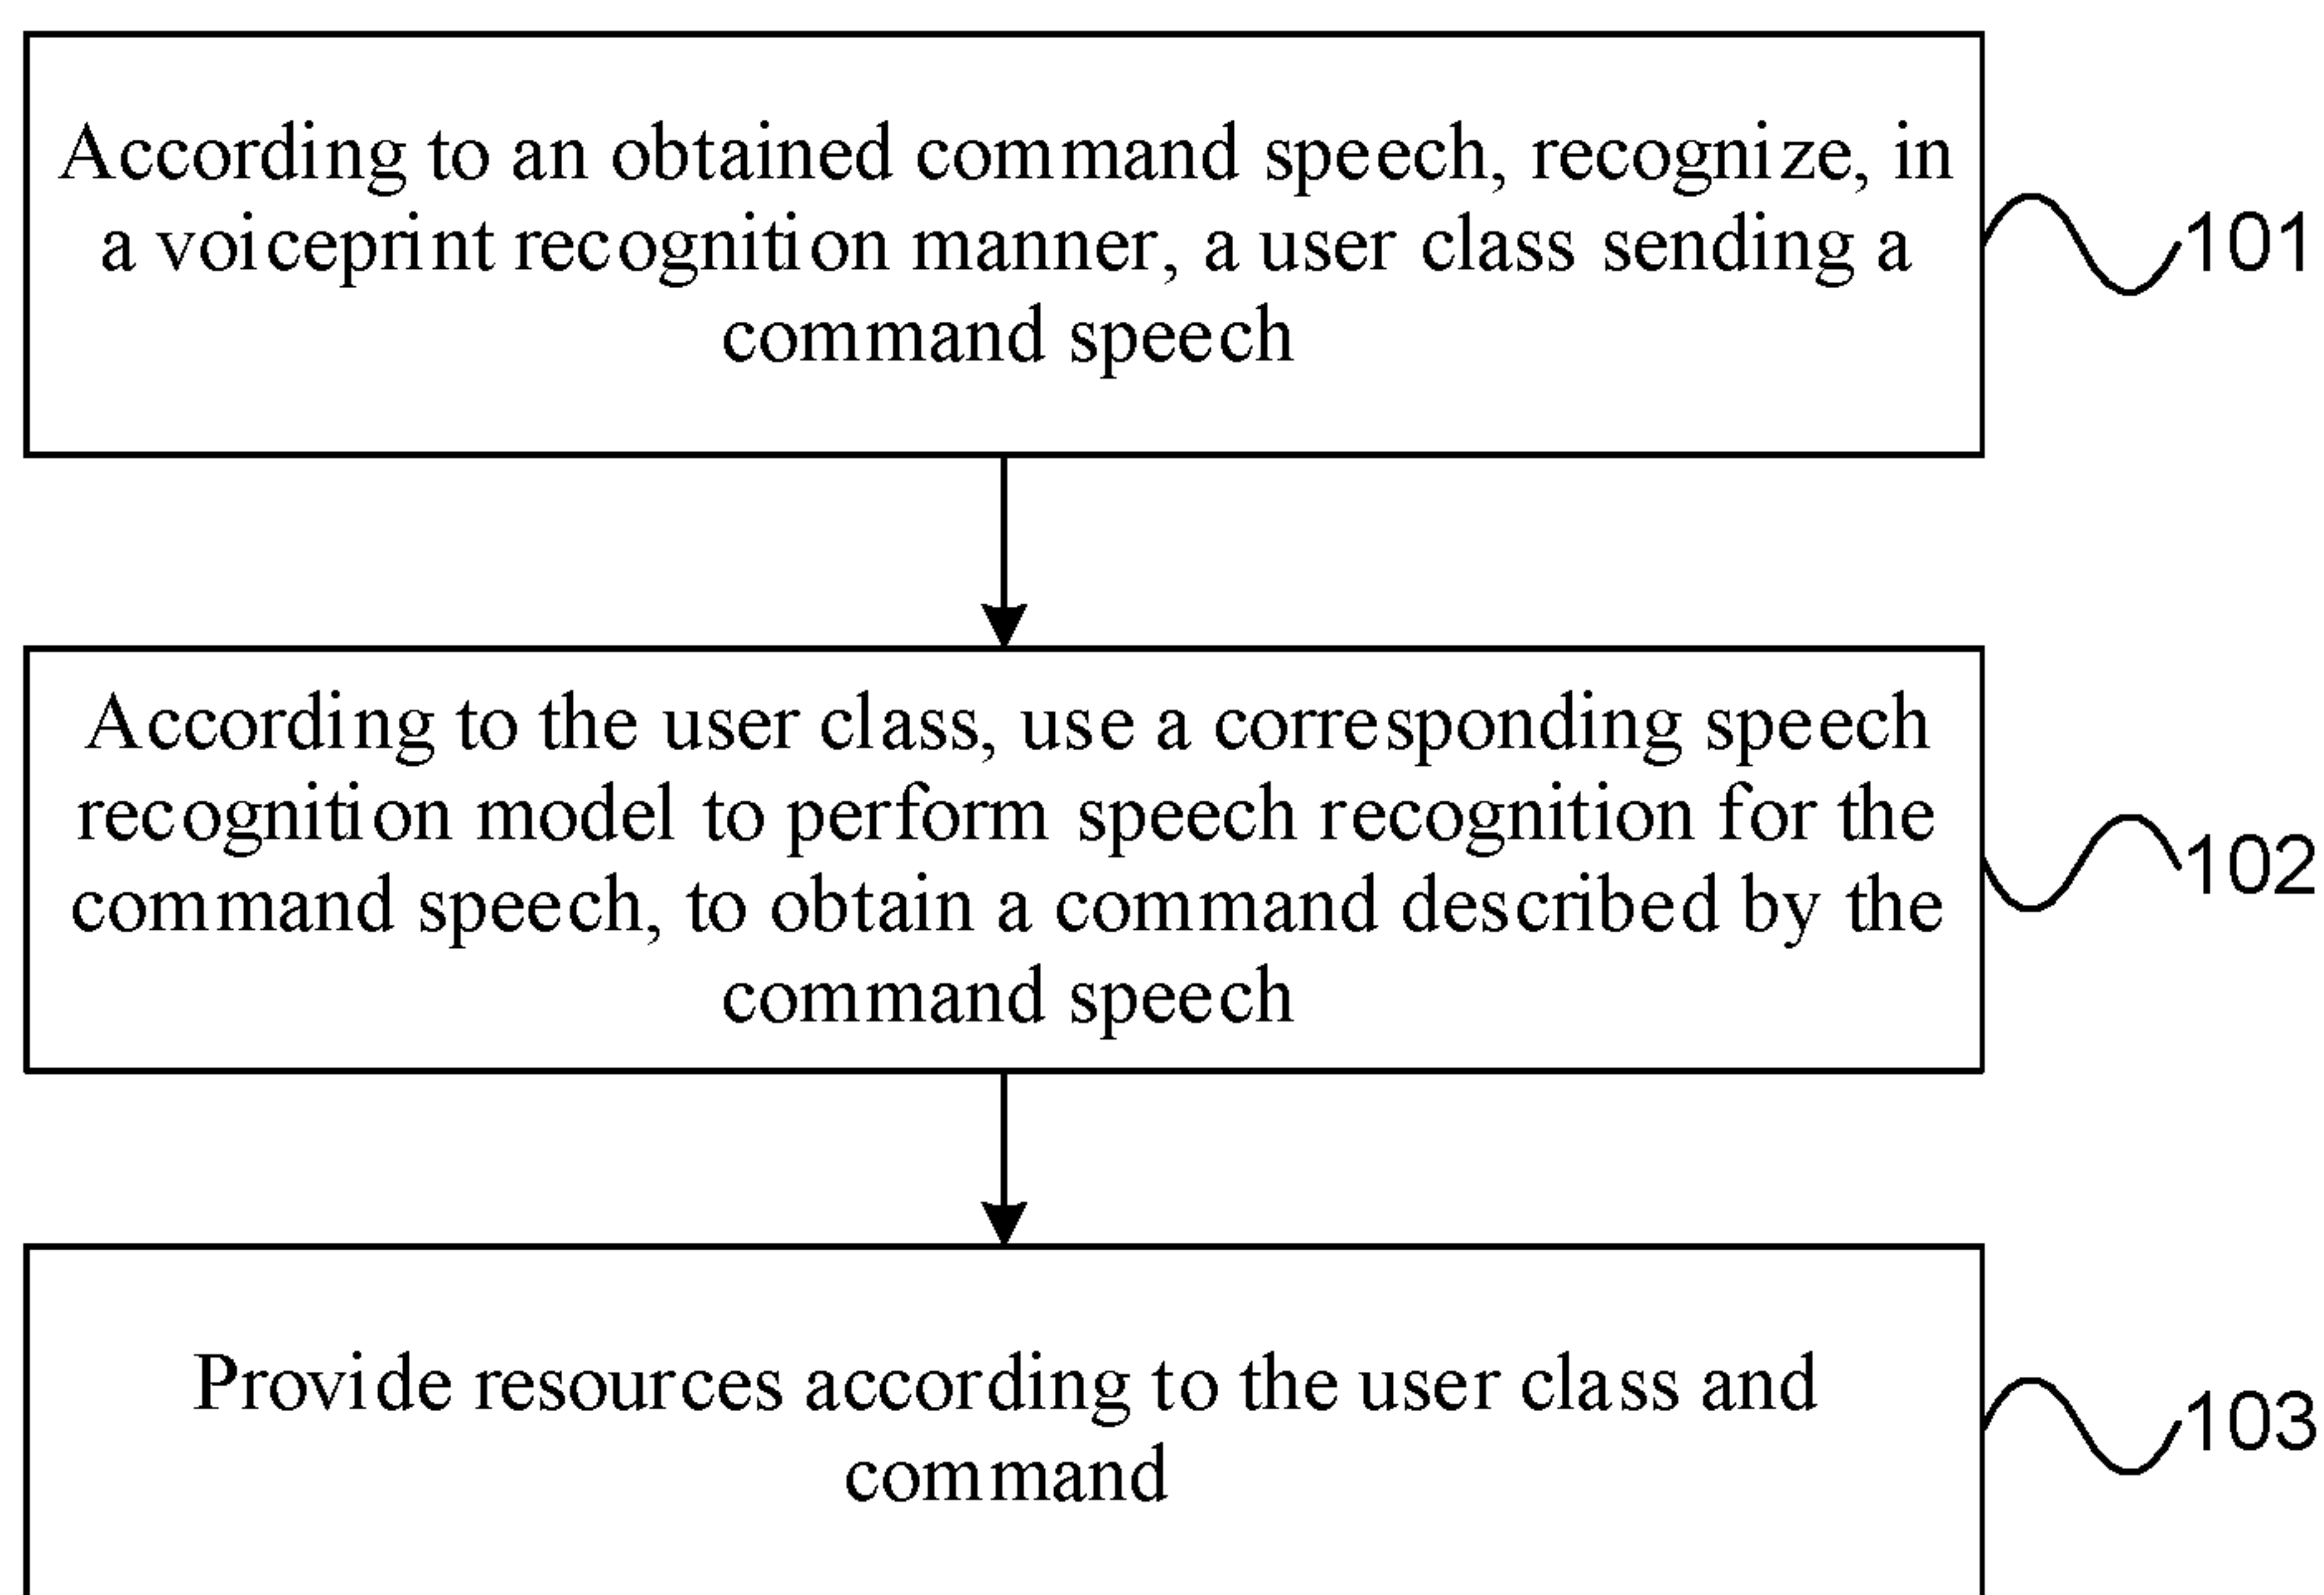 According to an obtained command speech, recognize, in
a voiceprint recognition manner, a user class sending a
command speech
101
According to the user class, use a corresponding speech
recognition model to perform speech recognition for the
command speech, to obtain a command described by the
command speech
102
Provide resources according to the user class and
command
103